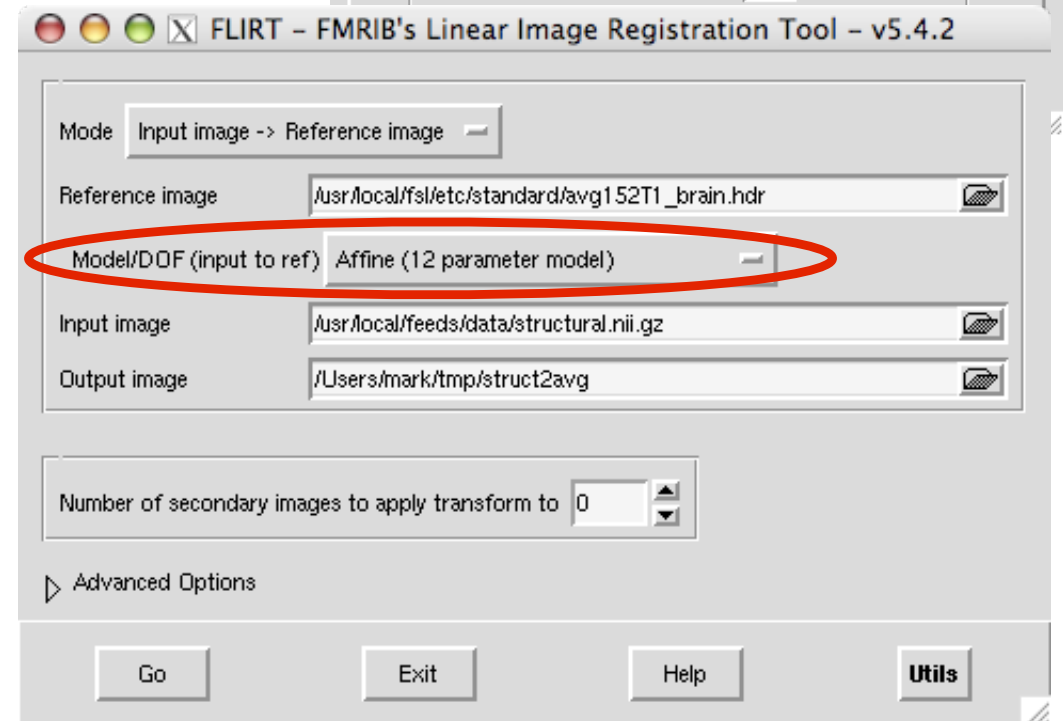 FLIRT – FMRIB's Linear Image Registration Tool – v5.4.2
Mode Input image -> Reference image
Reference image /usr/local/fsl/etc/standard/avg152T1_brain.hdr
Model/DOF (input to ref) Affine (12 parameter model)
Input image /usr/local/feeds/data/structural.nii.gz
Output image /Users/mark/tmp/struct2avg
Number of secondary images to apply transform to 0
Advanced Options
Go Exit Help Utils